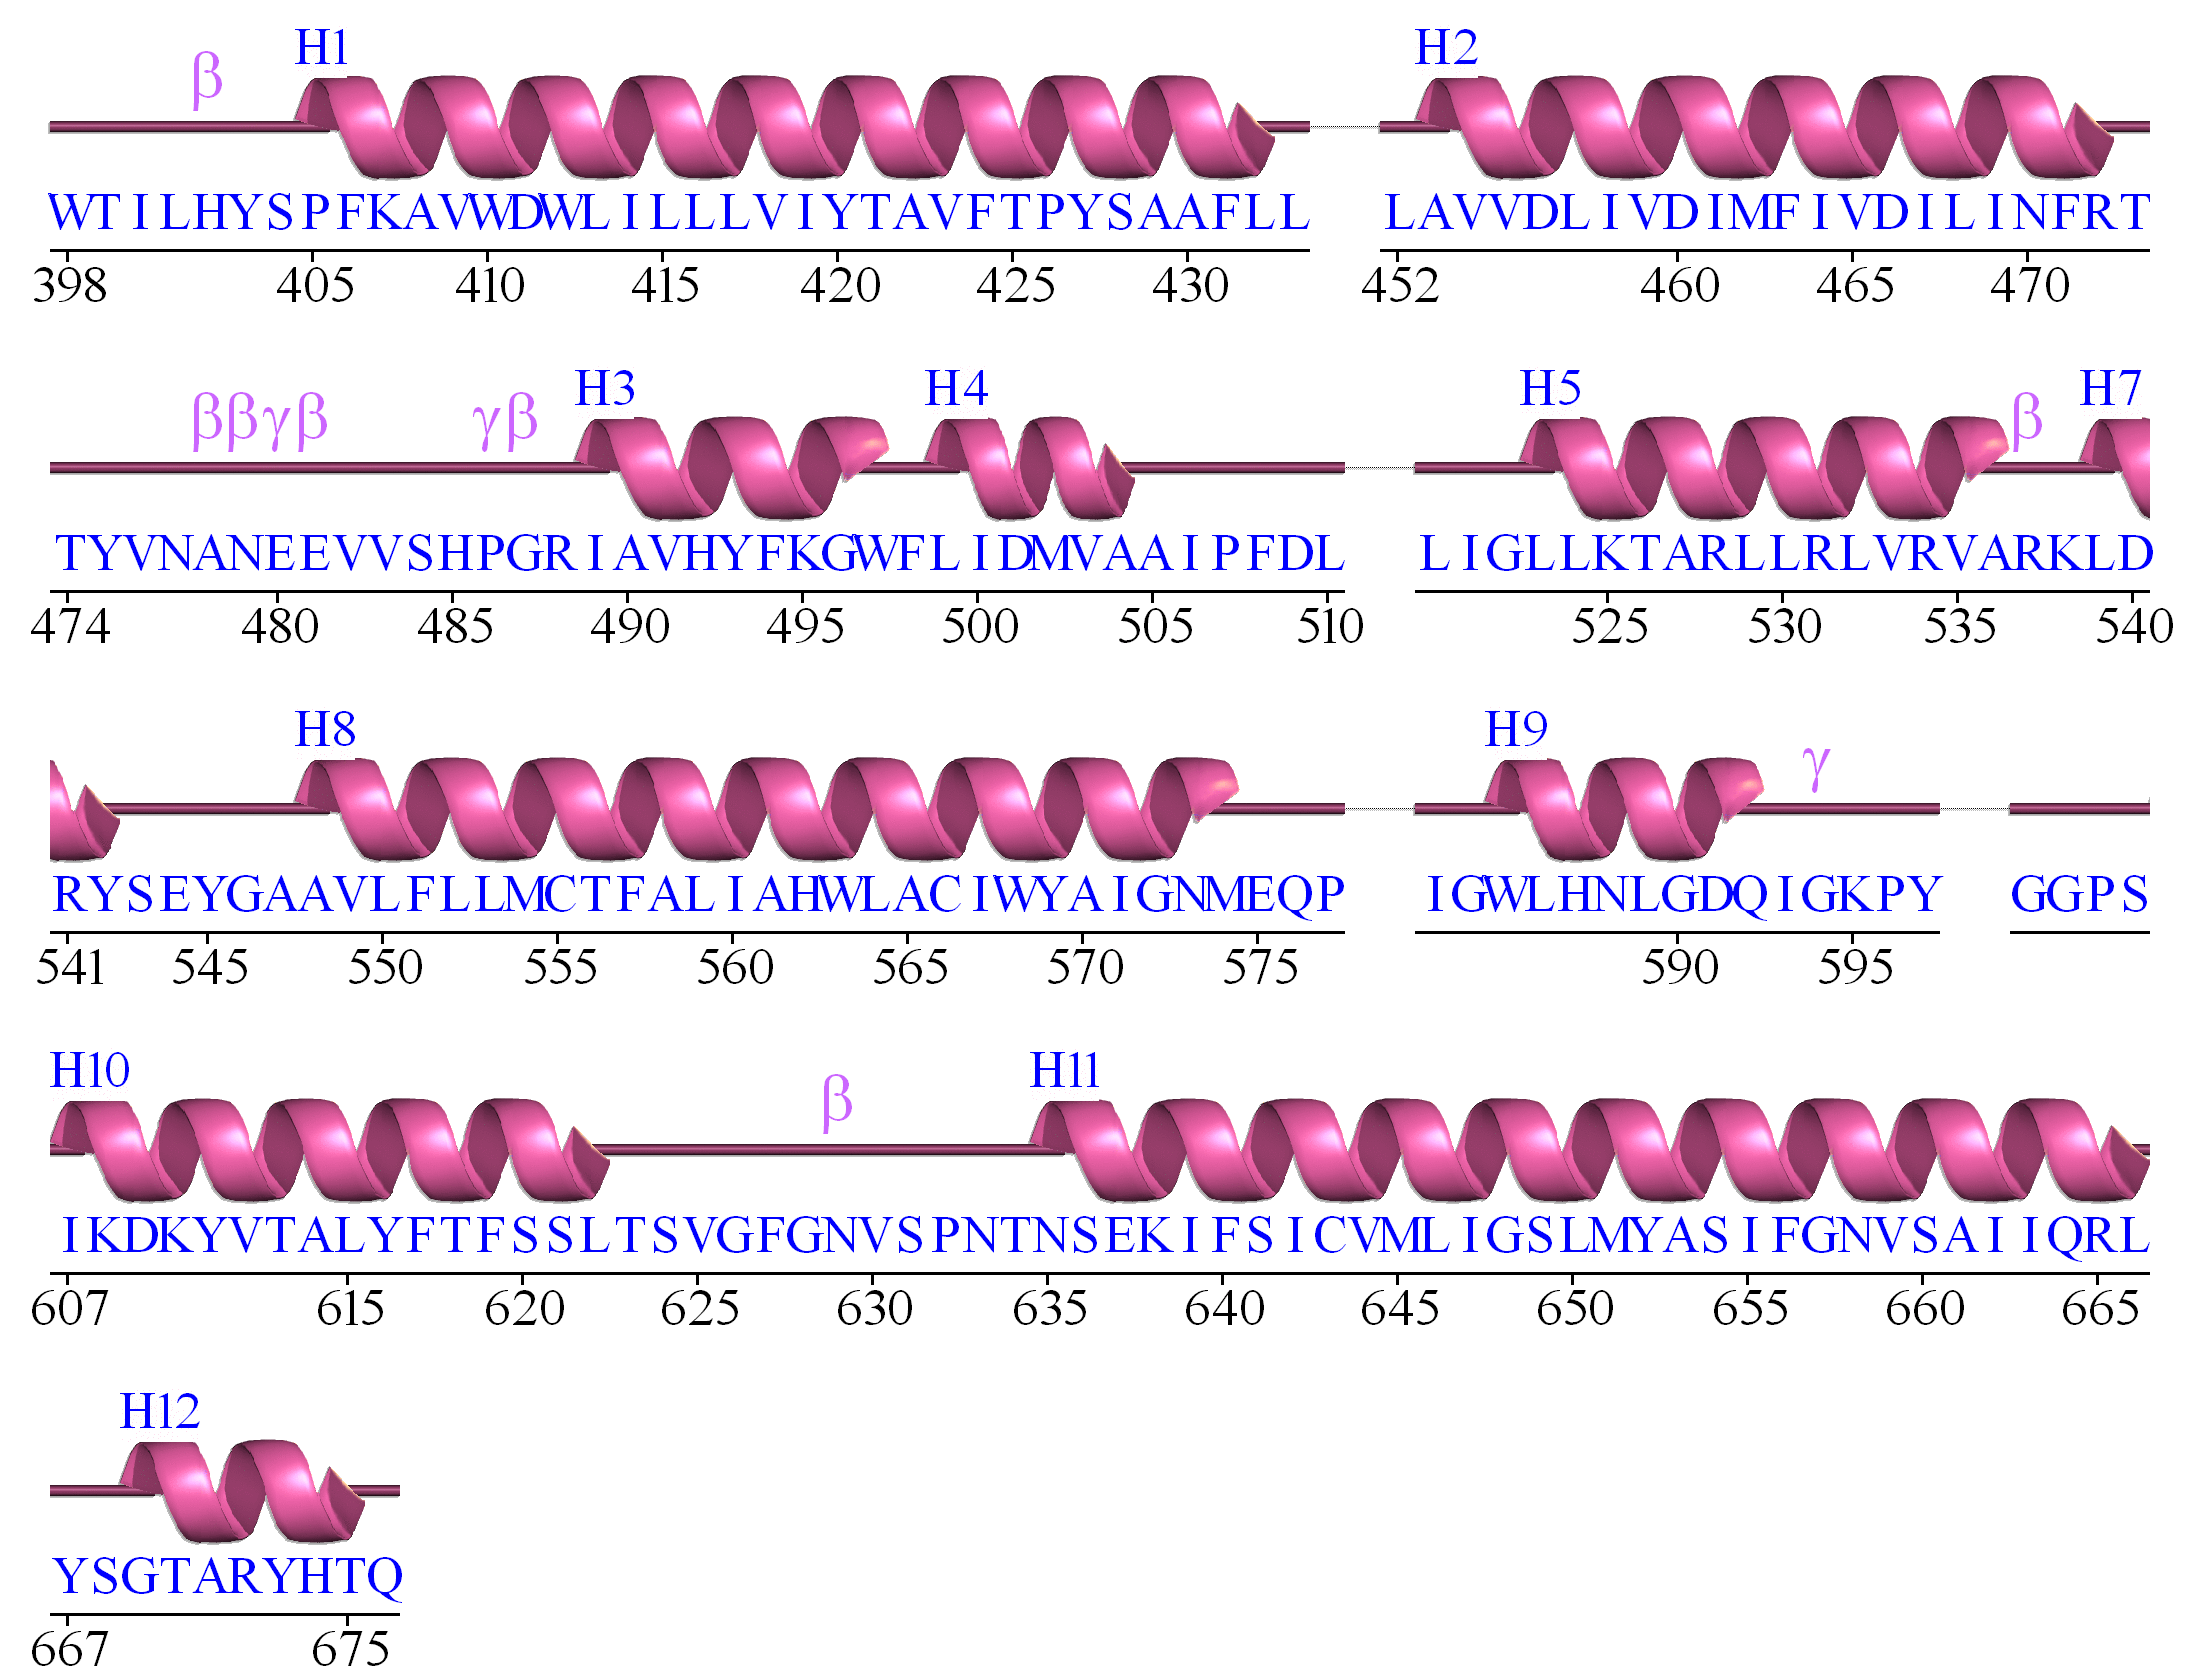 β H1 H2
WTILHYSPFKAVWDWLILLLVIYTAVFTPYSAAFLL LAVVDLIVDIMFIVDILINFRT
398 405 410 415 420 425 430 452 460 465 470
ββγβ γβ H3 H4 H5 β H7
TYVNANEEVVSHPGRIAVHYFKGWFLIDMVAAIPFDL LIGLLKTARLLRLVRVARKLD
474 480 485 490 495 500 505 510 525 530 535 540
H8 H9 γ
RYSEYGAAVLFLLMCTFALIAHWLACIWYAIGNMEQP IGWLHNLGDQIGKPY GGPS
541 545 550 555 560 565 570 575 590 595
H10 β H11
IKDKYVTALYFTFSSLTSVGFGNVSPNTNSEKIFSICVMLIGSLMYASIFGNVSAIIQRL
607 615 620 625 630 635 640 645 650 655 660 665
H12
YSGTARYHTQ
667 675